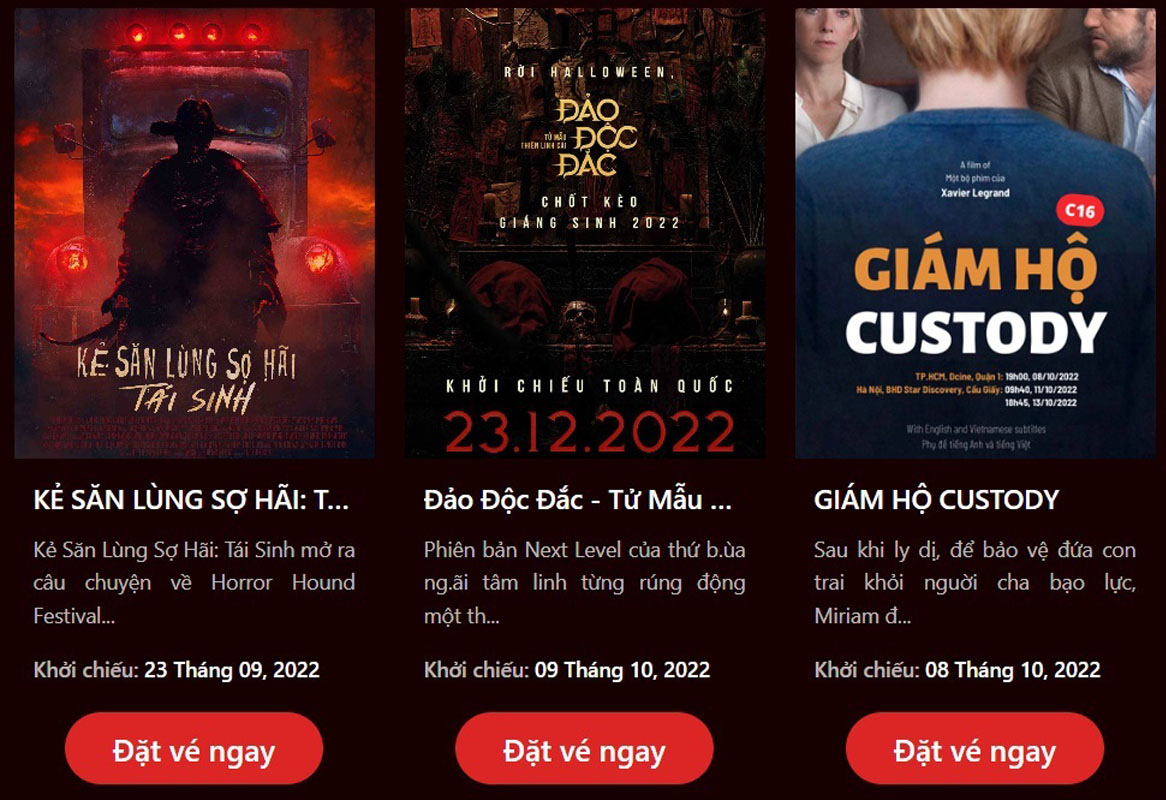 KẺ SĂN LÙNG SỢ HÃI
TÁI SINH
KẺ SĂN LÙNG SỢ HÃI: T...
Kẻ Săn Lùng Sợ Hãi: Tái Sinh mở ra
câu chuyện về Horror Hound
Festival...
Khởi chiếu: 23 Tháng 09, 2022
Đặt vé ngay
RỜI HALLOWEEN,
ĐẢO
TỬ MẪU
THIÊN LINH CÁI
ĐỘC
ĐẮC
CHỐT KÈO
GIÁNG SINH 2022
KHỞI CHIẾU TOÀN QUỐC
23.12.2022
Đảo Độc Đắc - Tử Mẫu ...
Phiên bản Next Level của thứ b.ùa
ng.ãi tâm linh từng rúng động
một th...
Khởi chiếu: 09 Tháng 10, 2022
Đặt vé ngay
A film of
Một bộ phim của
Xavier Legrand
C16
GIÁM HỘ
CUSTODY
TP.HCM, Dcine, Quận 1: 19h00, 08/10/2022
Hà Nội, BHD Star Discovery, Cầu Giấy: 09h40, 11/10/2022
18h45, 13/10/2022
With English and Vietnamese subtitles
Phụ đề tiếng Anh và tiếng Việt
GIÁM HỘ CUSTODY
Sau khi ly dị, để bảo vệ đứa con
trai khỏi người cha bạo lực,
Miriam đ...
Khởi chiếu: 08 Tháng 10, 2022
Đặt vé ngay